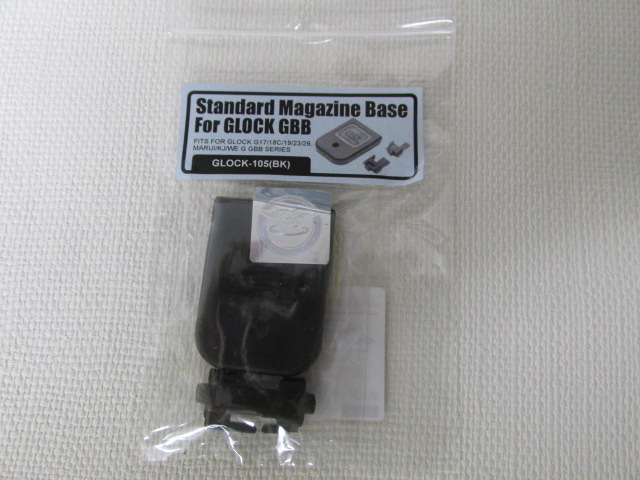 Standard Magazine Base
For GLOCK GBB
FITS FOR GLOCK G17/18C/19/23/26.
MARUI/KJ/WE G GBB SERIES
GLOCK-105(BK)